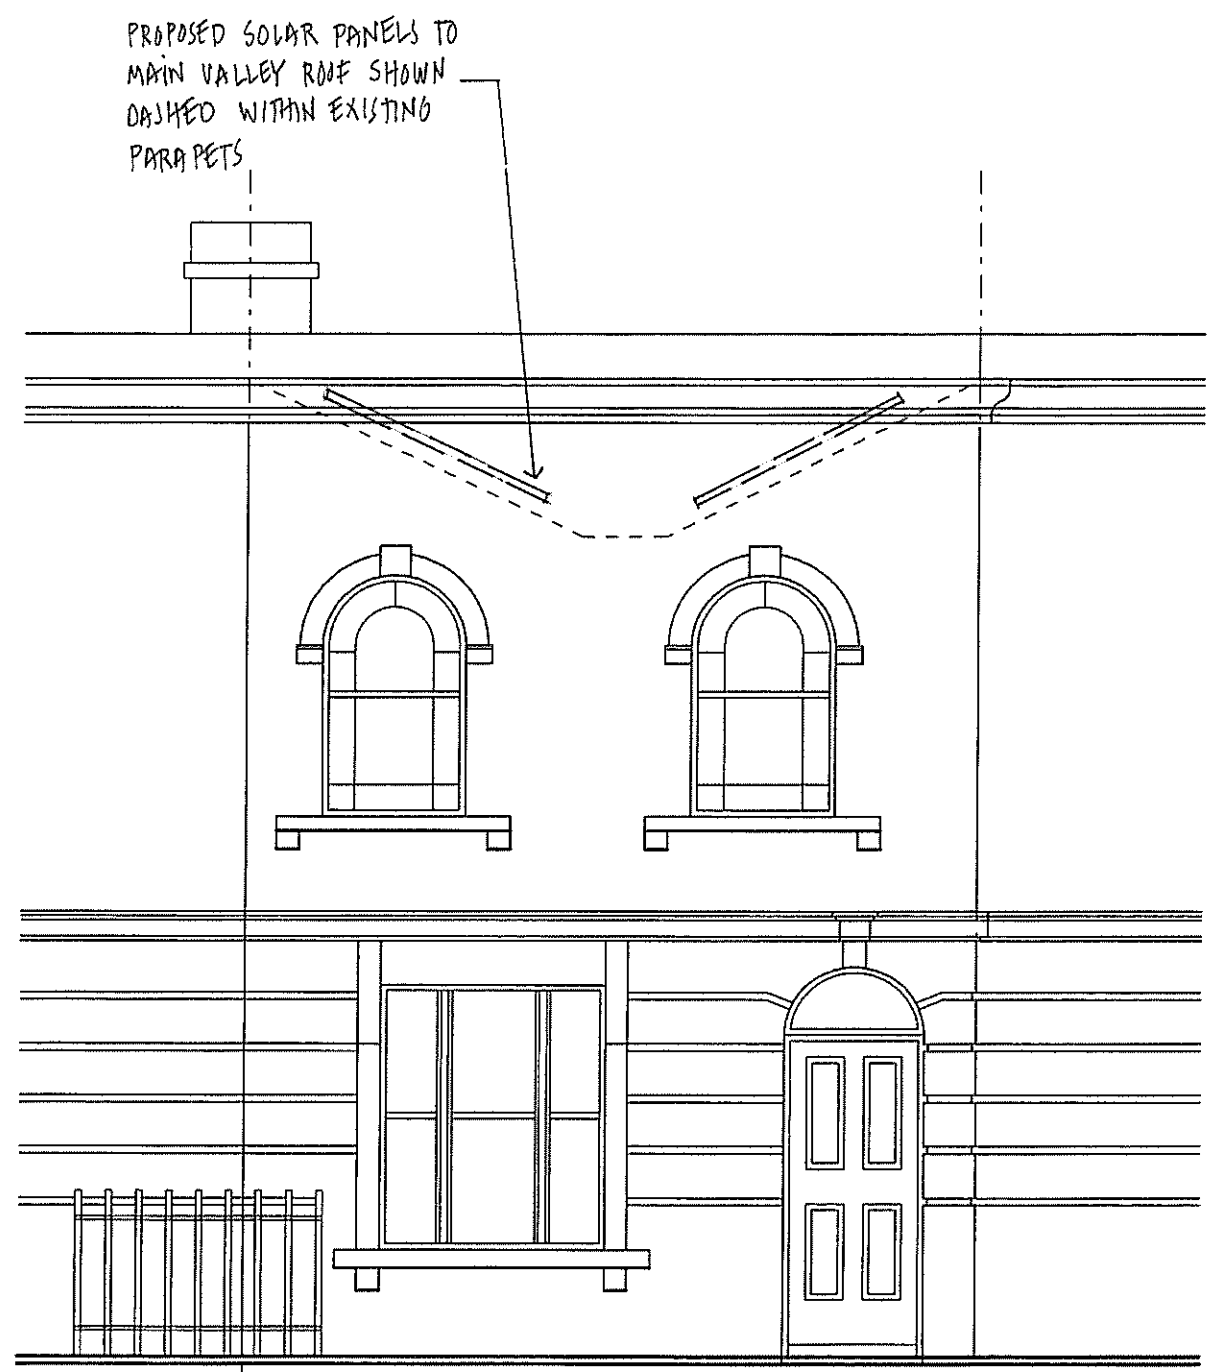 PROPOSED SOLAR PANELS TO
MAIN VALLEY ROOF SHOWN
DASHED WITHIN EXISTING
PARAPETS